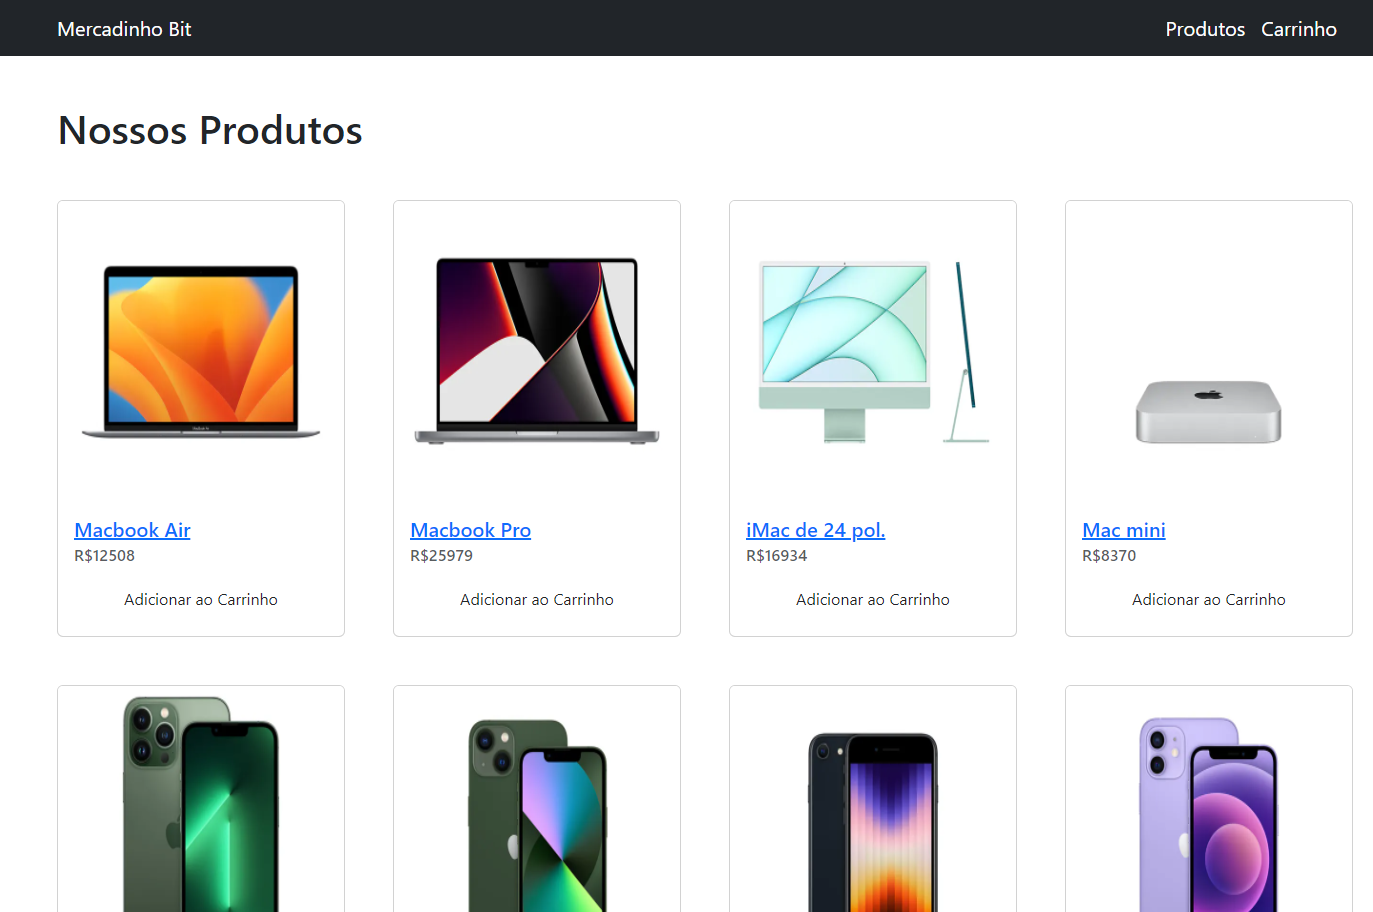 Mercadinho Bit
Produtos Carrinho
Nossos Produtos
Macbook Air
R$12508
Adicionar ao Carrinho
Macbook Pro
R$25979
Adicionar ao Carrinho
iMac de 24 pol.
R$16934
Adicionar ao Carrinho
Mac mini
R$8370
Adicionar ao Carrinho